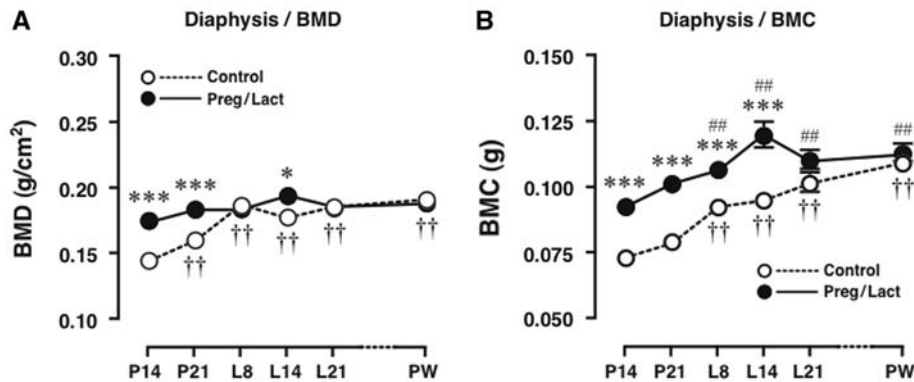 A
Diaphysis / BMD
BMD (g/cm²)
0.30
0.25
0.20
0.15
0.10
Control
Preg/Lact
*** *** *
†† †† †† †† ††
P14 P21 L8 L14 L21 PW
B
Diaphysis / BMC
BMC (g)
0.150
0.125
0.100
0.075
0.050
## ## ## ##
*** *** *** ***
†† †† †† ††
Control
Preg/Lact
P14 P21 L8 L14 L21 PW